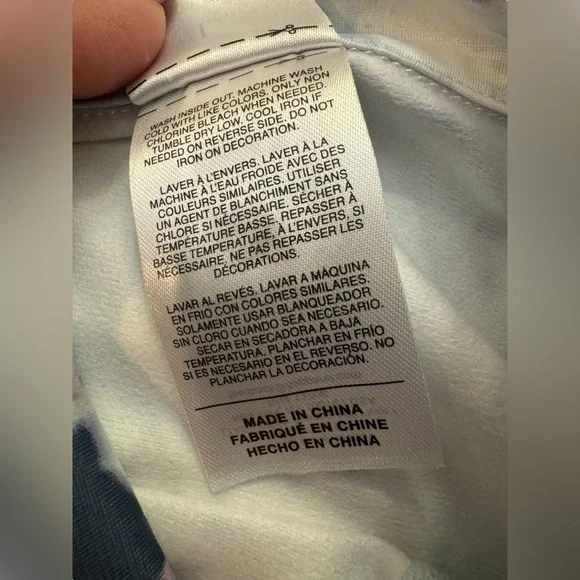 WASH INSIDE OUT. MACHINE WASH
COLD WITH LIKE COLORS, ONLY NON
CHLORINE BLEACH WHEN NEEDED.
TUMBLE DRY LOW. COOL IRON IF
NEEDED ON REVERSE SIDE, DO NOT
IRON ON DECORATION.
LAVER À L'ENVERS. LAVER À LA
MACHINE À L'EAU FROIDE AVEC DES
COULEURS SIMILAIRES, UTILISER
UN AGENT DE BLANCHIMENT SANS
CHLORE SI NÉCESSAIRE. SÉCHER À
TEMPÉRATURE BASSE. REPASSER À
BASSE TEMPERATURE, À L'ENVERS, SI
NÉCESSAIRE, NE PAS REPASSER LES
DÉCORATIONS.
LAVAR AL REVÉS. LAVAR A MÁQUINA
EN FRIO CON COLORES SIMILARES,
SOLAMENTE USAR BLANQUEADOR
SIN CLORO CUANDO SEA NECESARIO.
SECAR EN SECADORA A BAJA
TEMPERATURA. PLANCHAR EN FRÍO
SI ES NECESARIO EN EL REVERSO. NO
PLANCHAR LA DECORACIÓN.
MADE IN CHINA
FABRIQUÉ EN CHINE
HECHO EN CHINA